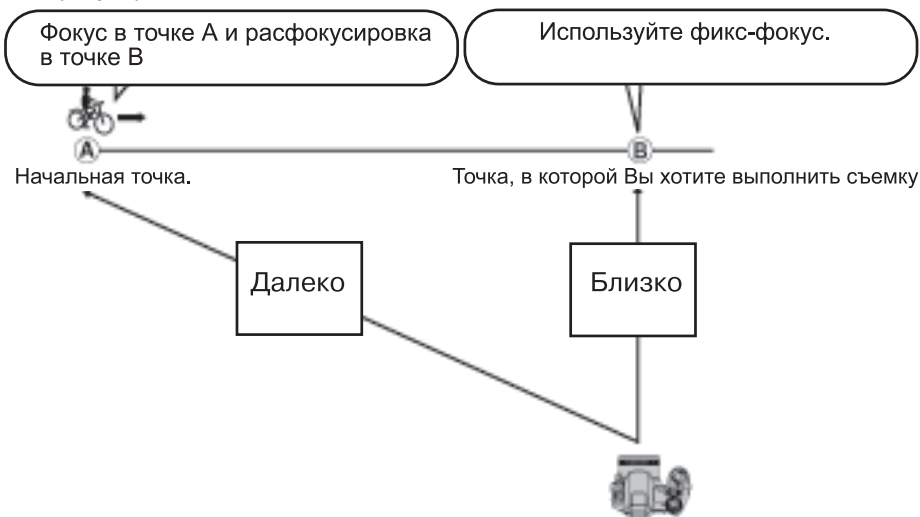 Фокус в точке А и расфокусировка
в точке В
Используйте фикс-фокус.
A
B
Начальная точка.
Точка, в которой Вы хотите выполнить съемку
Далеко
Близко